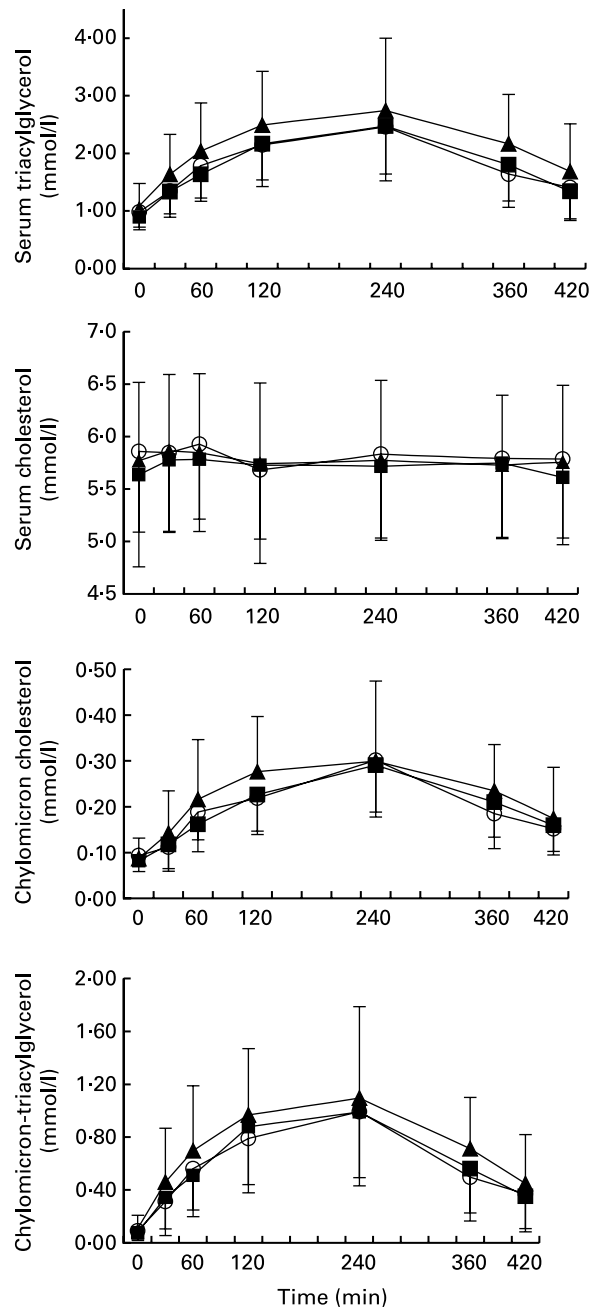 Serum triacylglycerol
(mmol/l)
4·00
3·00
2·00
1·00
0·00
0 60 120 240 360 420
Serum cholesterol
(mmol/l)
7·0
6·5
6·0
5·5
5·0
4·5
0 60 120 240 360 420
Chylomicron cholesterol
(mmol/l)
0·50
0·40
0·30
0·20
0·10
0·00
0 60 120 240 360 420
Chylomicron-triacylglycerol
(mmol/l)
2·00
1·60
1·20
0·80
0·40
0·00
0 60 120 240 360 420
Time (min)